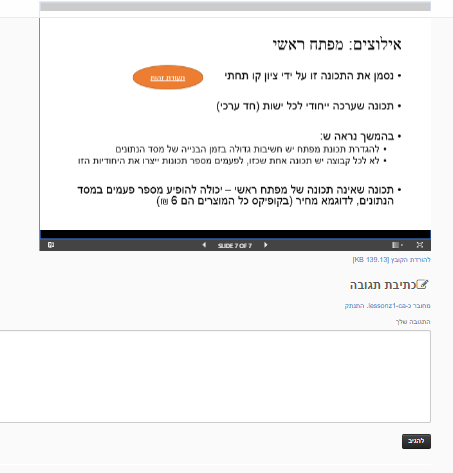 אילוצים: מפתח ראשי
• נסמן את התכונה זו על ידי ציון קו תחתי
תעודת זהות
• תכונה שערכה ייחודי לכל ישות (חד ערכי)
• בהמשך נראה ש:
• להגדרת תכונת מפתח יש חשיבות גדולה בזמן הבנייה של מסד הנתונים
• לא לכל קבוצה יש תכונה אחת שכזו, לפעמים מספר תכונות ייצרו את היחודיות הזו
• תכונה שאינה תכונה של מפתח ראשי – יכולה להופיע מספר פעמים במסד
הנתונים, לדוגמא מחיר (בקופיקס כל המוצרים הם 6 ₪)
SLIDE 7 OF 7
להורדת הקובץ [139.13 KB]
כתיבת תגובה
מחובר כ-lessonz1-ca. התנתק
התגובה שלך
להגיב